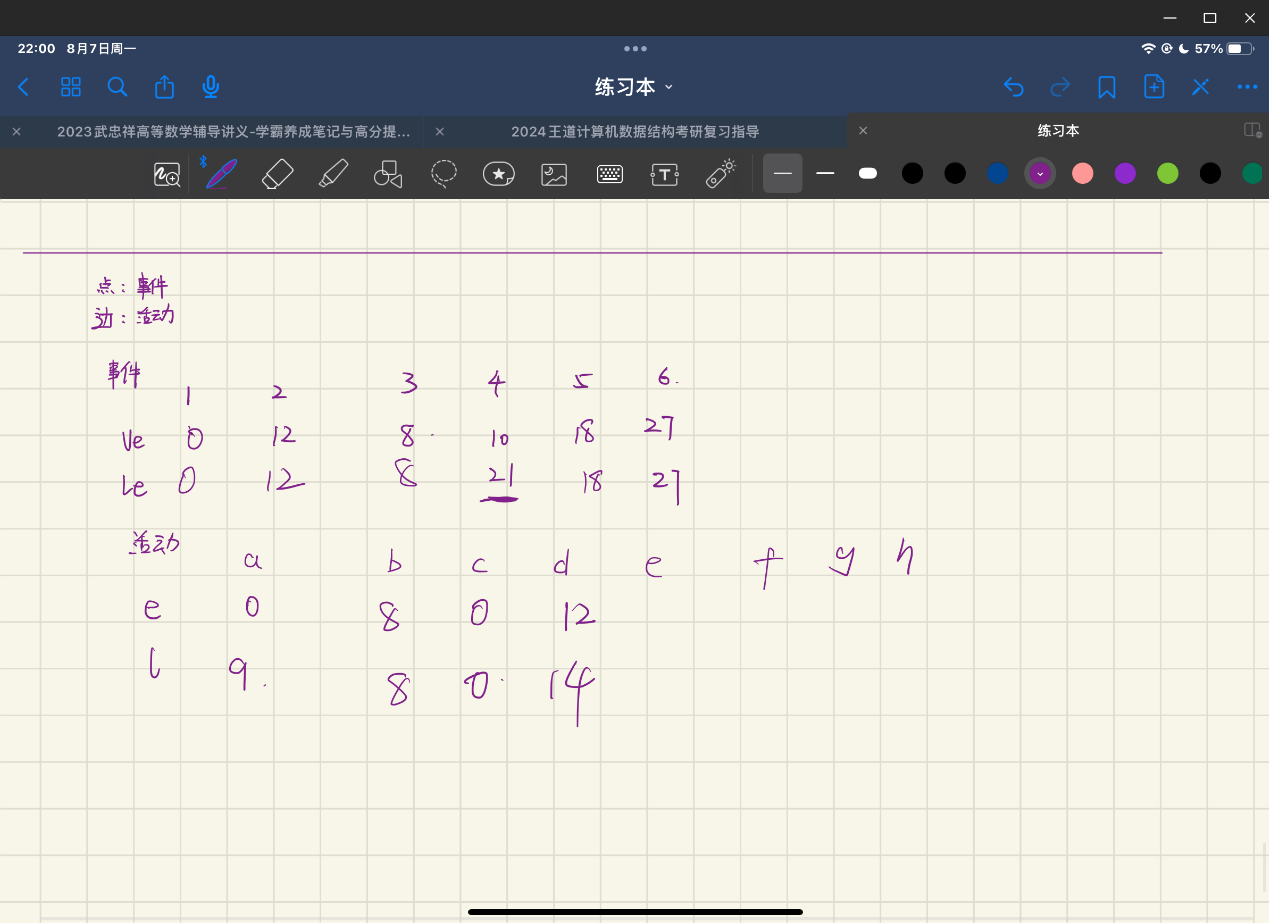 22:00 8月7日周一
57%
练习本
2023武忠祥高等数学辅导讲义-学霸养成笔记与高分提...
2024王道计算机数据结构考研复习指导
练习本
T
点：事件
边：活动
事件 1 2 3 4 5 6.
Ve 0 12 8 10 18 27
Le 0 12 8 21 18 27
活动 a b c d e f g h
e 0 8 0 12
l 9 8 0 14